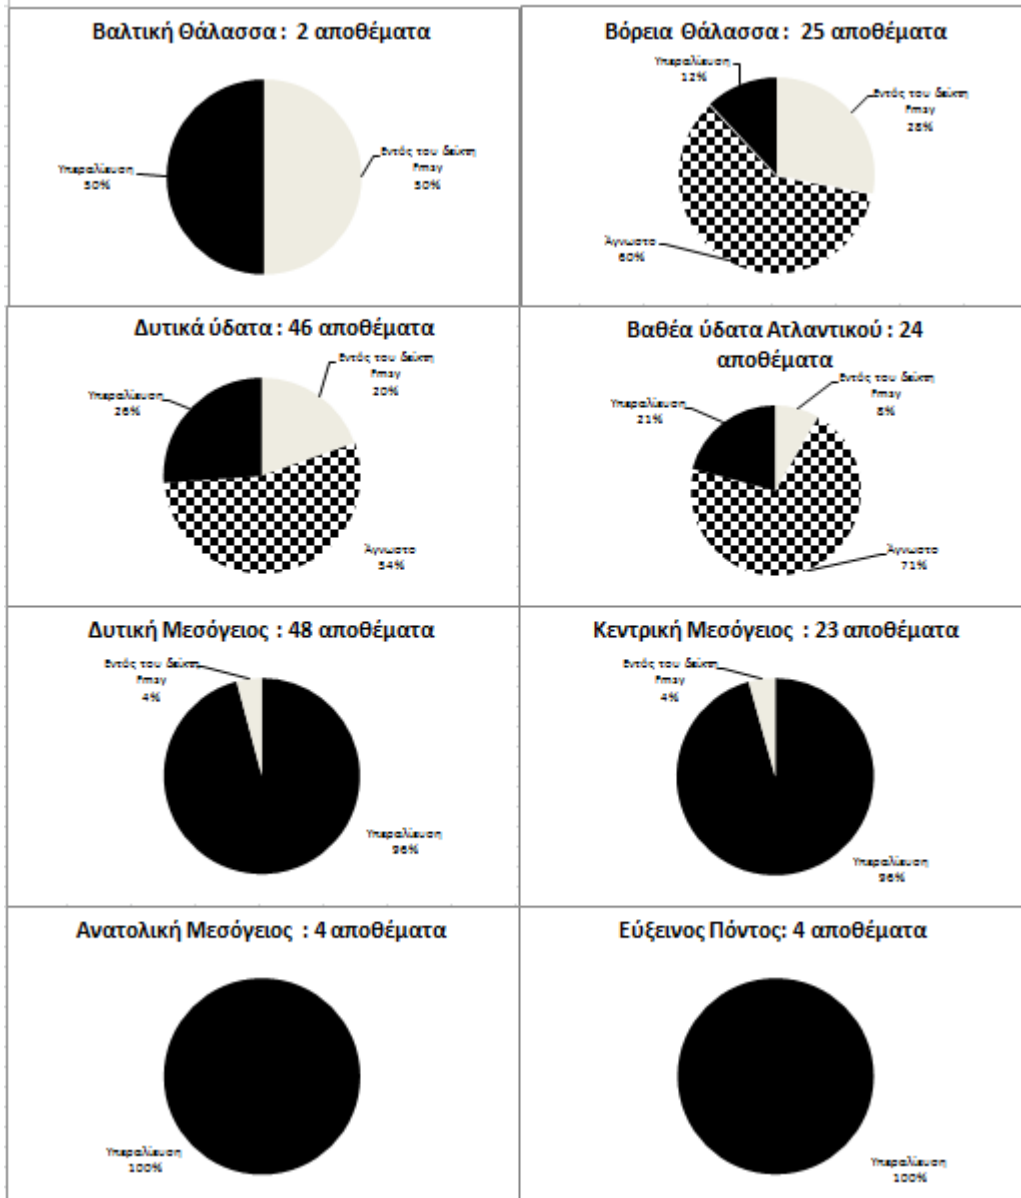 Βαλτική Θάλασσα : 2 αποθέματα
Υπεραλίευση
50%
Εντός του δείκτη
Fmsy
50%
Βόρεια Θάλασσα : 25 αποθέματα
Υπεραλίευση
12%
Εντός του δείκτη
Fmsy
28%
Άγνωστο
60%
Δυτικά ύδατα : 46 αποθέματα
Εντός του δείκτη
Fmsy
20%
Υπεραλίευση
26%
Άγνωστο
54%
Βαθέα ύδατα Ατλαντικού : 24
αποθέματα
Εντός του δείκτη
Fmsy
8%
Υπεραλίευση
21%
Άγνωστο
71%
Δυτική Μεσόγειος : 48 αποθέματα
Εντός του δείκτη
Fmsy
4%
Υπεραλίευση
96%
Κεντρική Μεσόγειος : 23 αποθέματα
Εντός του δείκτη
Fmsy
4%
Υπεραλίευση
96%
Ανατολική Μεσόγειος : 4 αποθέματα
Υπεραλίευση
100%
Εύξεινος Πόντος: 4 αποθέματα
Υπεραλίευση
100%